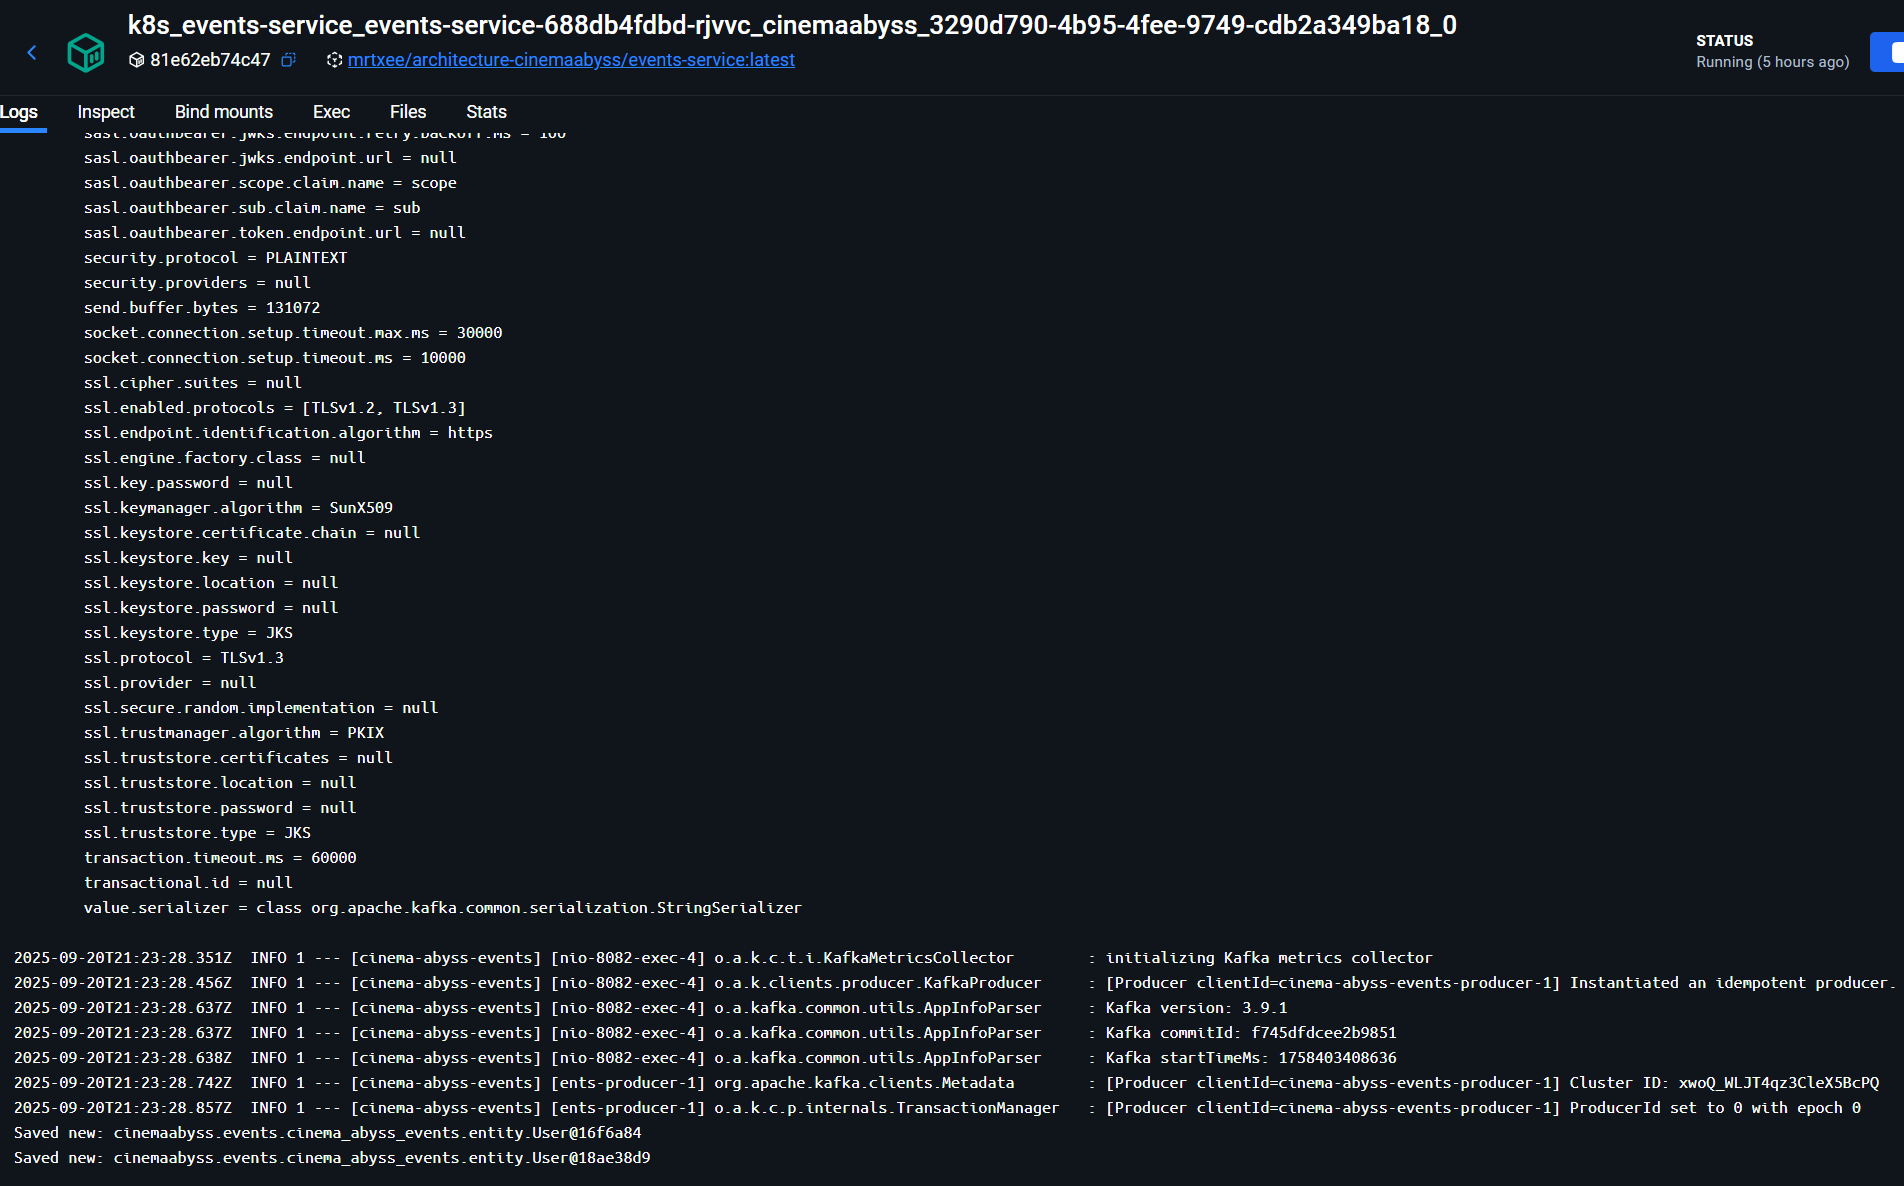 k8s_events-service_events-service-688db4fdbd-rjvvc_cinemaabyss_3290d790-4b95-4fee-9749-cdb2a349ba18_0
81e62eb74c47 mrtxee/architecture-cinemaabyss/events-service:latest
STATUS
Running (5 hours ago)
Logs Inspect Bind mounts Exec Files Stats
sasl.oauthbearer.jwks.endpoint.retry.backoff.ms = 100
sasl.oauthbearer.jwks.endpoint.url = null
sasl.oauthbearer.scope.claim.name = scope
sasl.oauthbearer.sub.claim.name = sub
sasl.oauthbearer.token.endpoint.url = null
security.protocol = PLAINTEXT
security.providers = null
send.buffer.bytes = 131072
socket.connection.setup.timeout.max.ms = 30000
socket.connection.setup.timeout.ms = 10000
ssl.cipher.suites = null
ssl.enabled.protocols = [TLSv1.2, TLSv1.3]
ssl.endpoint.identification.algorithm = https
ssl.engine.factory.class = null
ssl.key.password = null
ssl.keymanager.algorithm = SunX509
ssl.keystore.certificate.chain = null
ssl.keystore.key = null
ssl.keystore.location = null
ssl.keystore.password = null
ssl.keystore.type = JKS
ssl.protocol = TLSv1.3
ssl.provider = null
ssl.secure.random.implementation = null
ssl.trustmanager.algorithm = PKIX
ssl.truststore.certificates = null
ssl.truststore.location = null
ssl.truststore.password = null
ssl.truststore.type = JKS
transaction.timeout.ms = 60000
transactional.id = null
value.serializer = class org.apache.kafka.common.serialization.StringSerializer
2025-09-20T21:23:28.351Z  INFO 1 --- [cinema-abyss-events] [nio-8082-exec-4] o.a.k.c.t.i.KafkaMetricsCollector        : initializing Kafka metrics collector
2025-09-20T21:23:28.456Z  INFO 1 --- [cinema-abyss-events] [nio-8082-exec-4] o.a.k.clients.producer.KafkaProducer     : [Producer clientId=cinema-abyss-events-producer-1] Instantiated an idempotent producer.
2025-09-20T21:23:28.637Z  INFO 1 --- [cinema-abyss-events] [nio-8082-exec-4] o.a.kafka.common.utils.AppInfoParser     : Kafka version: 3.9.1
2025-09-20T21:23:28.637Z  INFO 1 --- [cinema-abyss-events] [nio-8082-exec-4] o.a.kafka.common.utils.AppInfoParser     : Kafka commitId: f745dfdcee2b9851
2025-09-20T21:23:28.638Z  INFO 1 --- [cinema-abyss-events] [nio-8082-exec-4] o.a.kafka.common.utils.AppInfoParser     : Kafka startTimeMs: 1758403408636
2025-09-20T21:23:28.742Z  INFO 1 --- [cinema-abyss-events] [ents-producer-1] org.apache.kafka.clients.Metadata        : [Producer clientId=cinema-abyss-events-producer-1] Cluster ID: xwoQ_WLJT4qz3CleX5BcPQ
2025-09-20T21:23:28.857Z  INFO 1 --- [cinema-abyss-events] [ents-producer-1] o.a.k.c.p.internals.TransactionManager   : [Producer clientId=cinema-abyss-events-producer-1] ProducerId set to 0 with epoch 0
Saved new: cinemaabyss.events.cinema_abyss_events.entity.User@16f6a84
Saved new: cinemaabyss.events.cinema_abyss_events.entity.User@18ae38d9